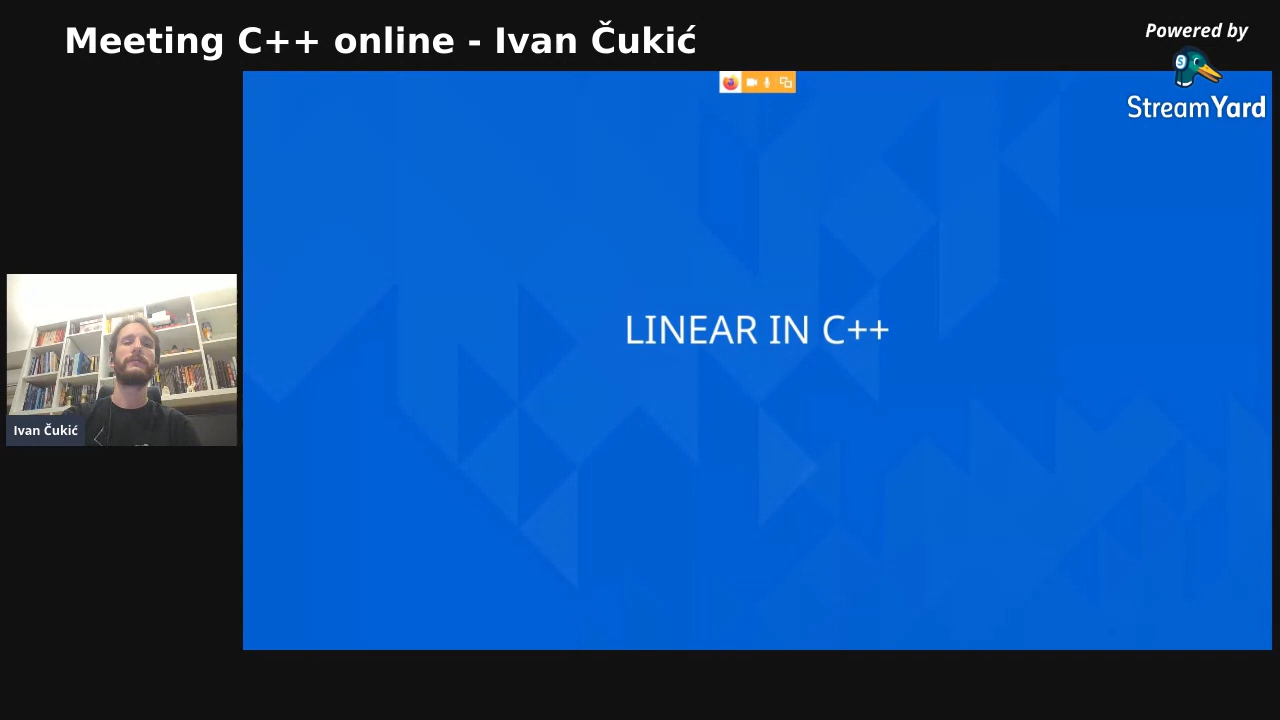 Meeting C++ online - Ivan Čukić
Powered by
StreamYard
LINEAR IN C++
Ivan Čukić